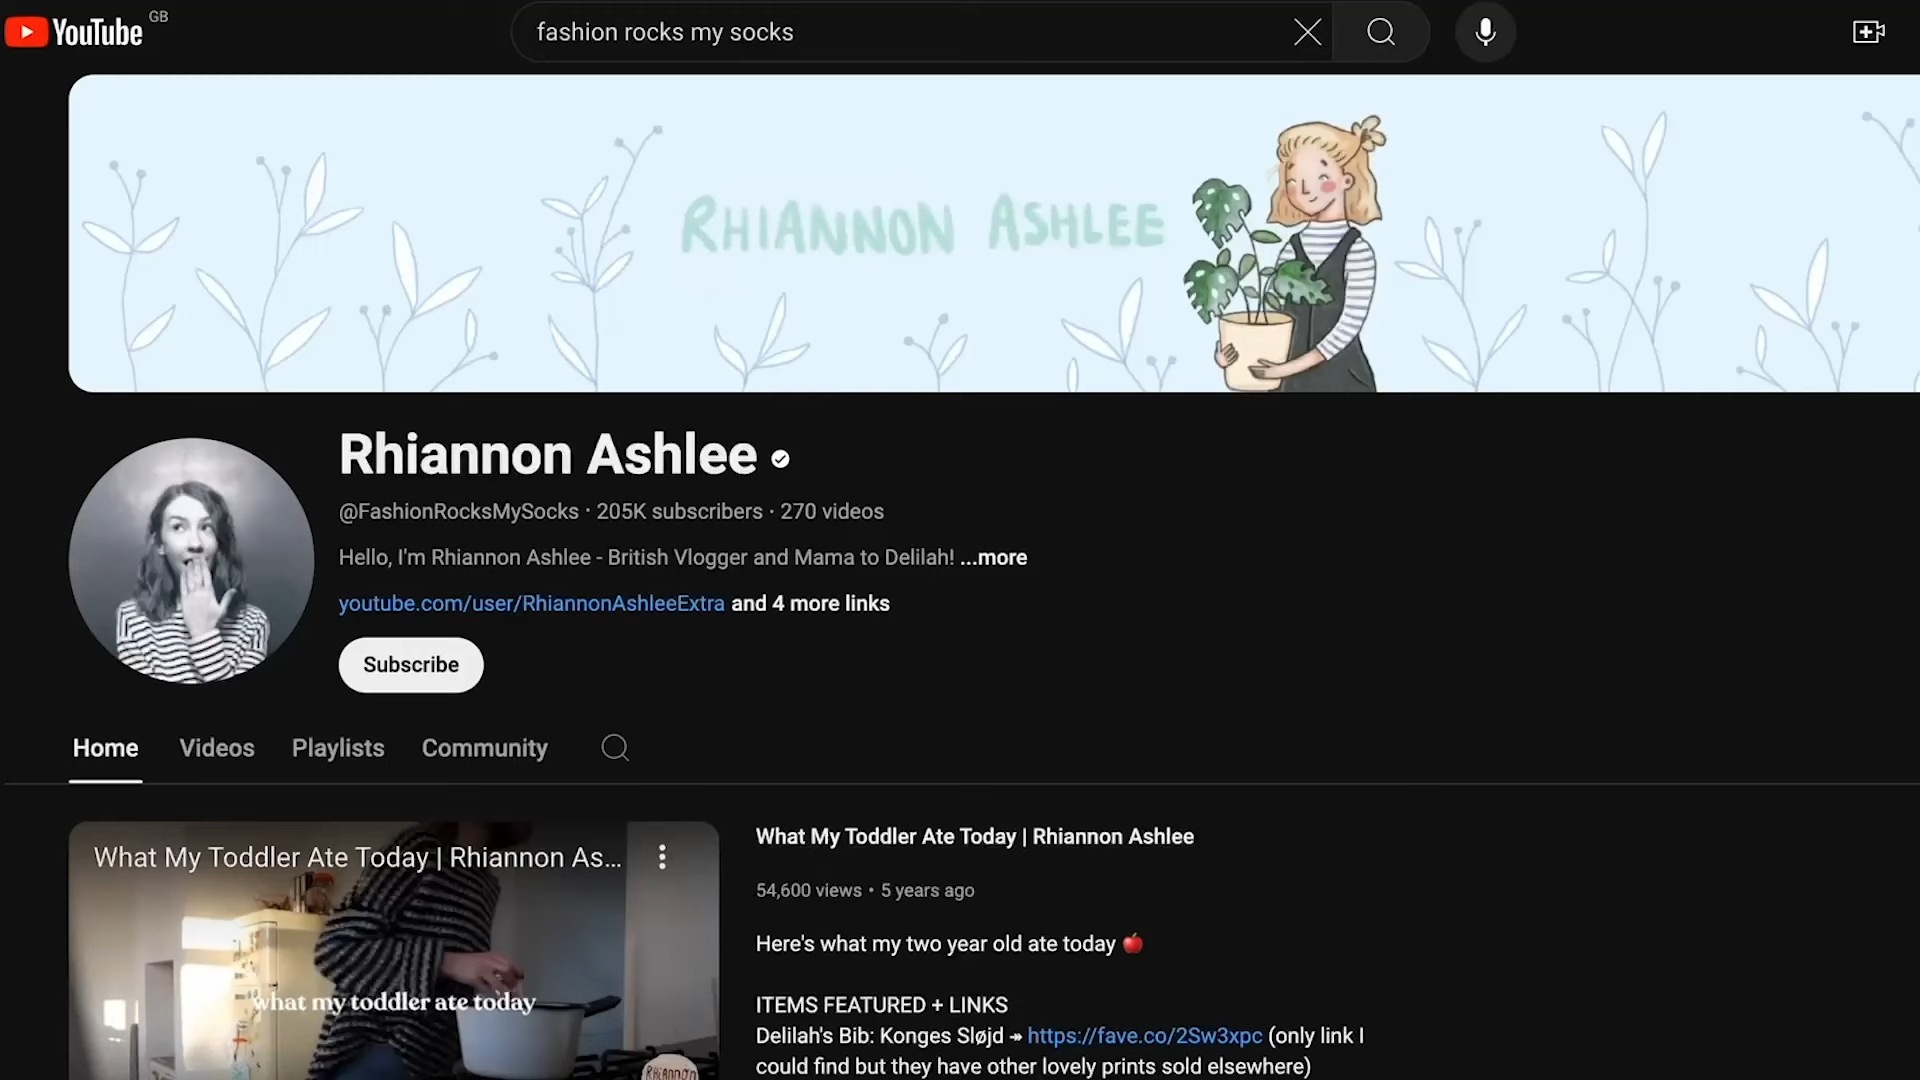 YouTube GB
fashion rocks my socks
RHIANNON ASHLEE
Rhiannon Ashlee
@FashionRocksMySocks · 205K subscribers · 270 videos
Hello, I'm Rhiannon Ashlee - British Vlogger and Mama to Delilah! ...more
youtube.com/user/RhiannonAshleeExtra and 4 more links
Subscribe
Home Videos Playlists Community
What My Toddler Ate Today | Rhiannon As...
what my toddler ate today
RHIANNON
What My Toddler Ate Today | Rhiannon Ashlee
54,600 views • 5 years ago
Here's what my two year old ate today 🍎
ITEMS FEATURED + LINKS
Delilah's Bib: Konges Sløjd ↠ https://fave.co/2Sw3xpc (only link I
could find but they have other lovely prints sold elsewhere)